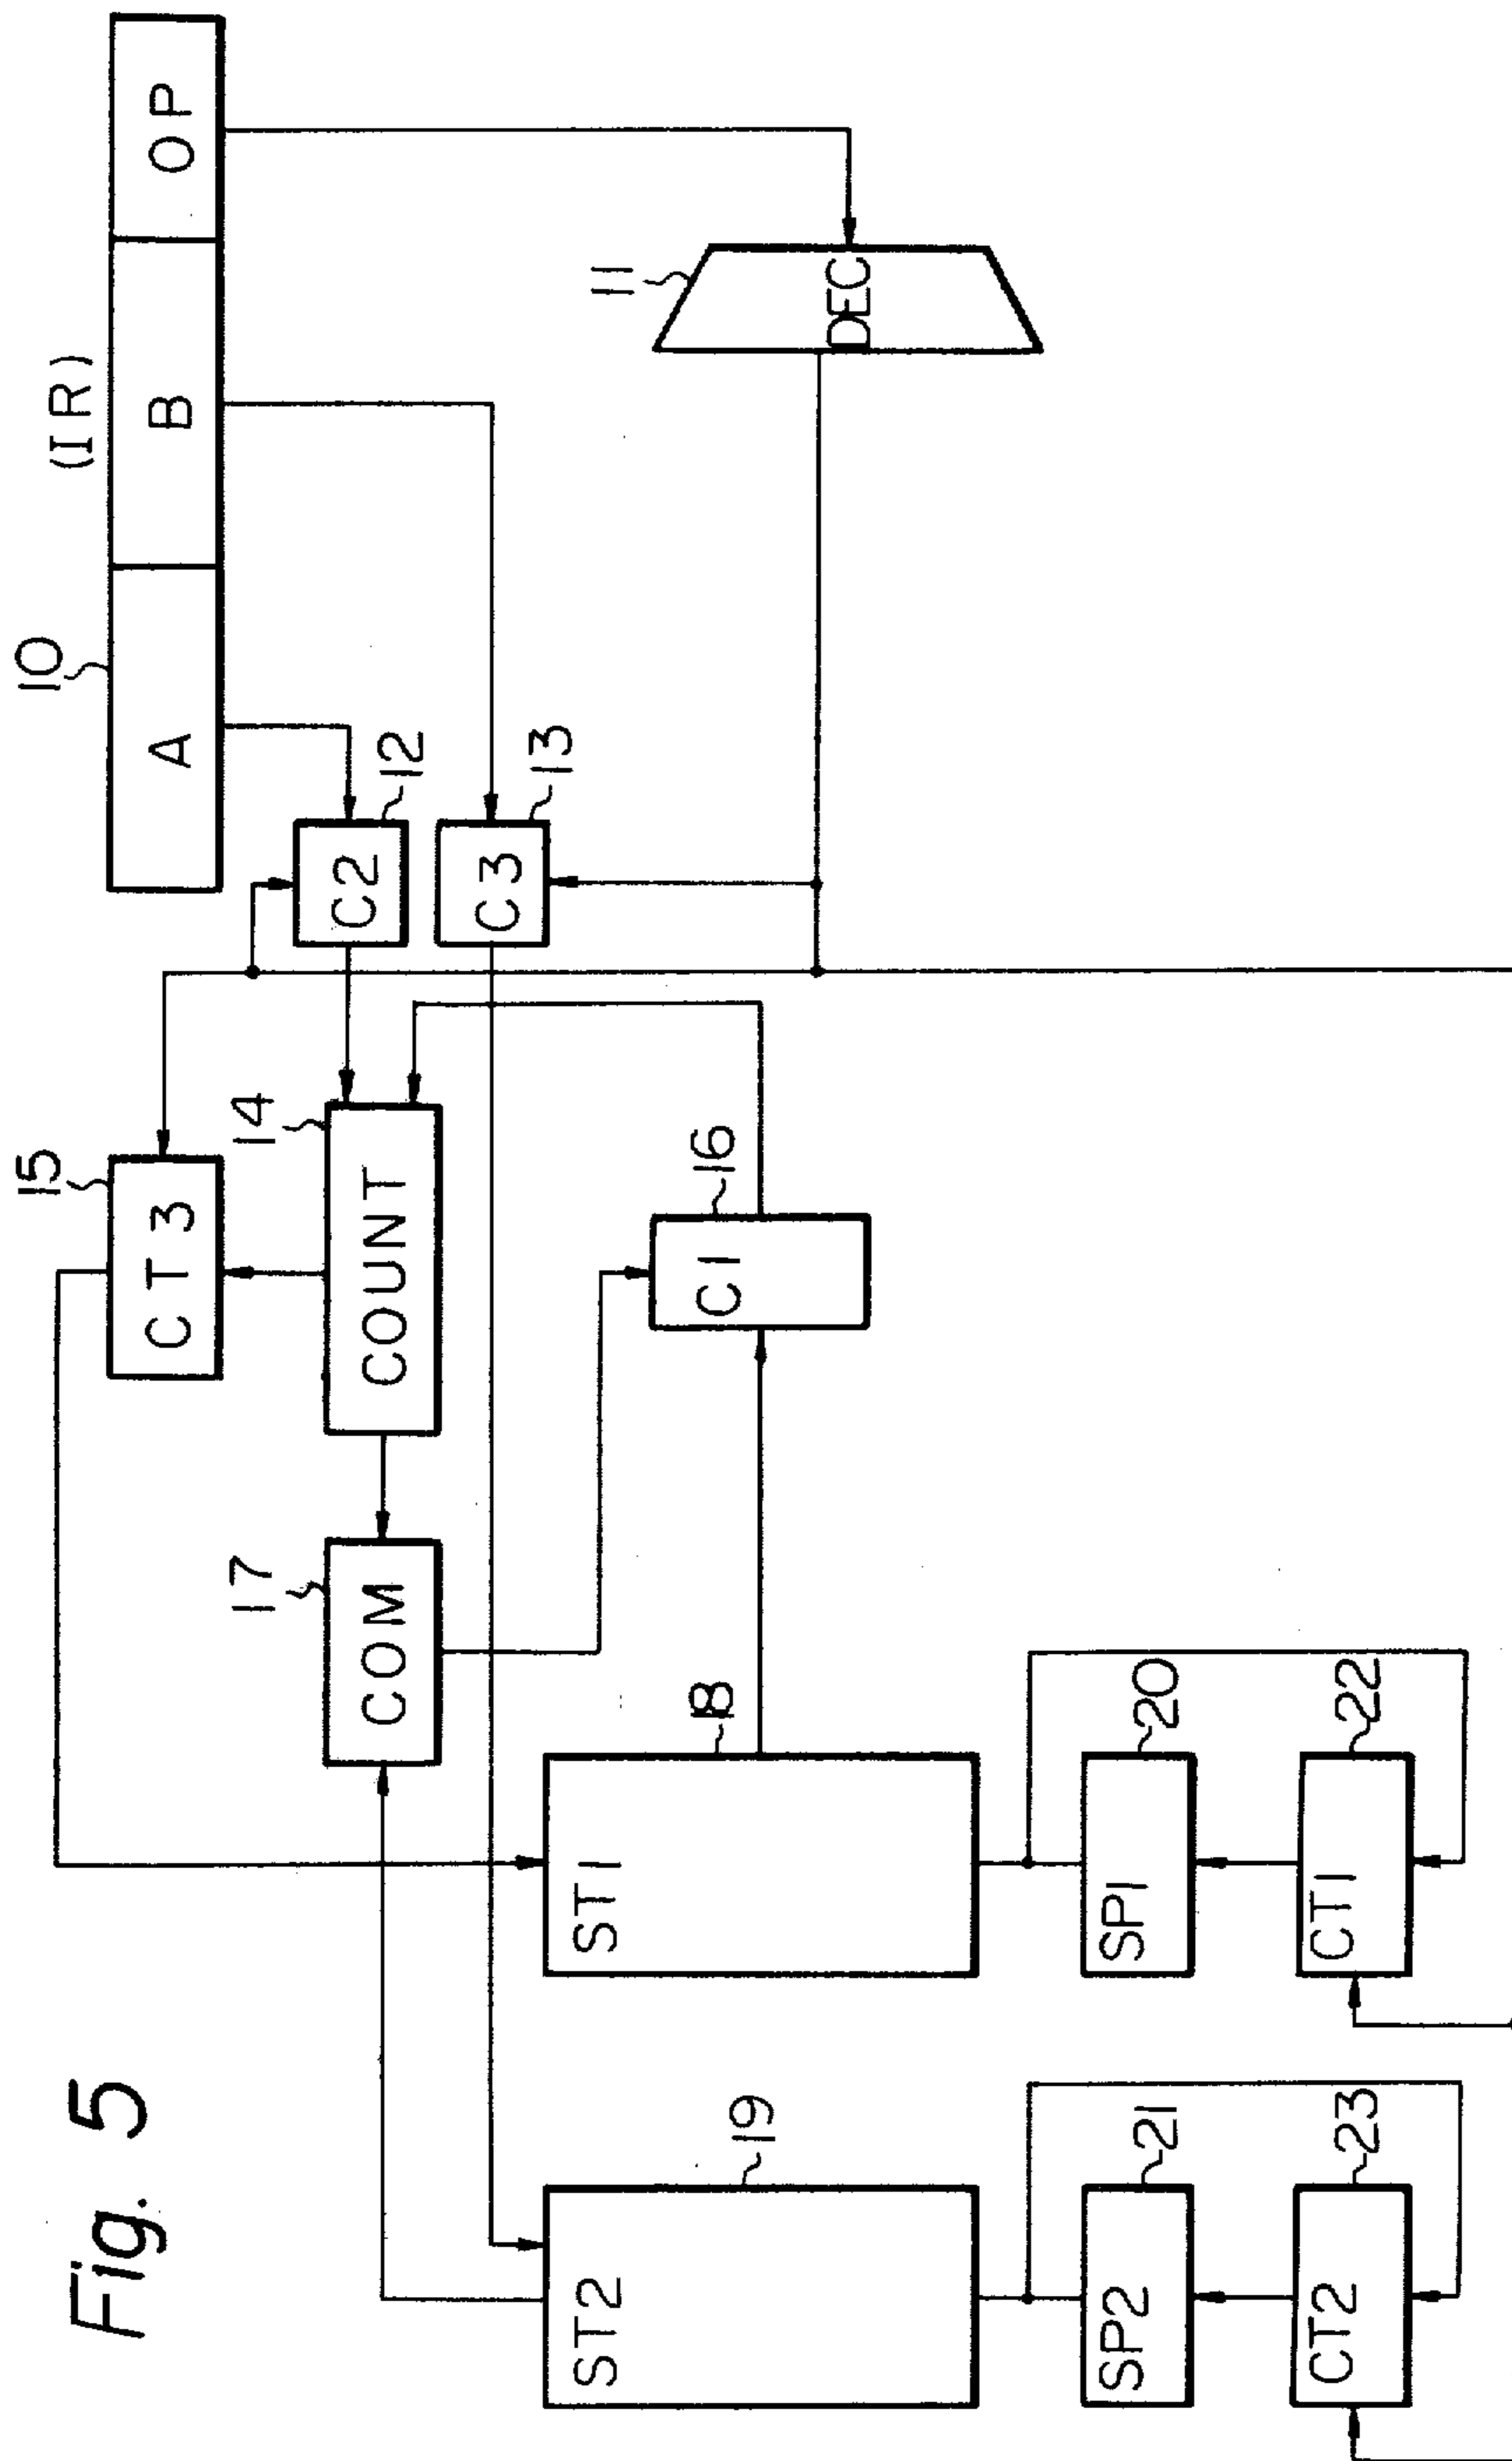 Fig. 5
10
(IR)
A
B
OP
15
CT3
17
COM
14
COUNT
C2
12
C3
13
11
DEC
16
C1
ST2
19
ST1
18
SP2
21
SP1
20
CT2
23
CT1
22